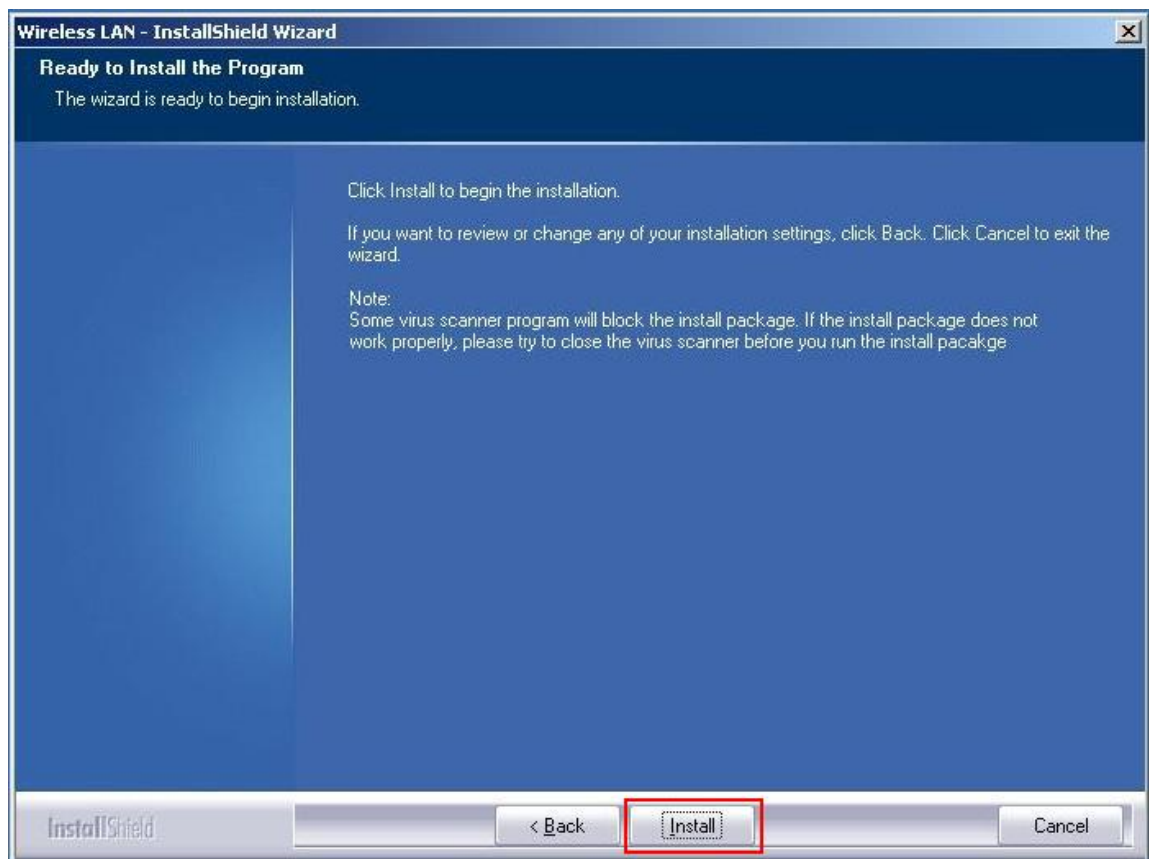 Wireless LAN - InstallShield Wizard
Ready to Install the Program
The wizard is ready to begin installation.
Click Install to begin the installation.
If you want to review or change any of your installation settings, click Back. Click Cancel to exit the
wizard.
Note:
Some virus scanner program will block the install package. If the install package does not
work properly, please try to close the virus scanner before you run the install pacakge
InstallShield
< Back
Install
Cancel